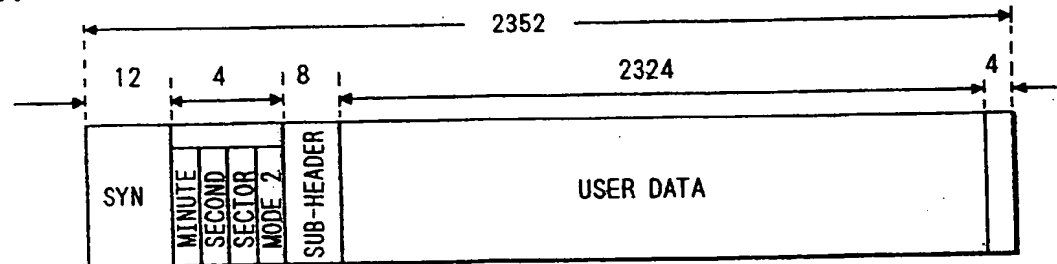 2352
12 4 8 2324 4
SYN MINUTE SECOND SECTOR MODE 2 SUB-HEADER USER DATA